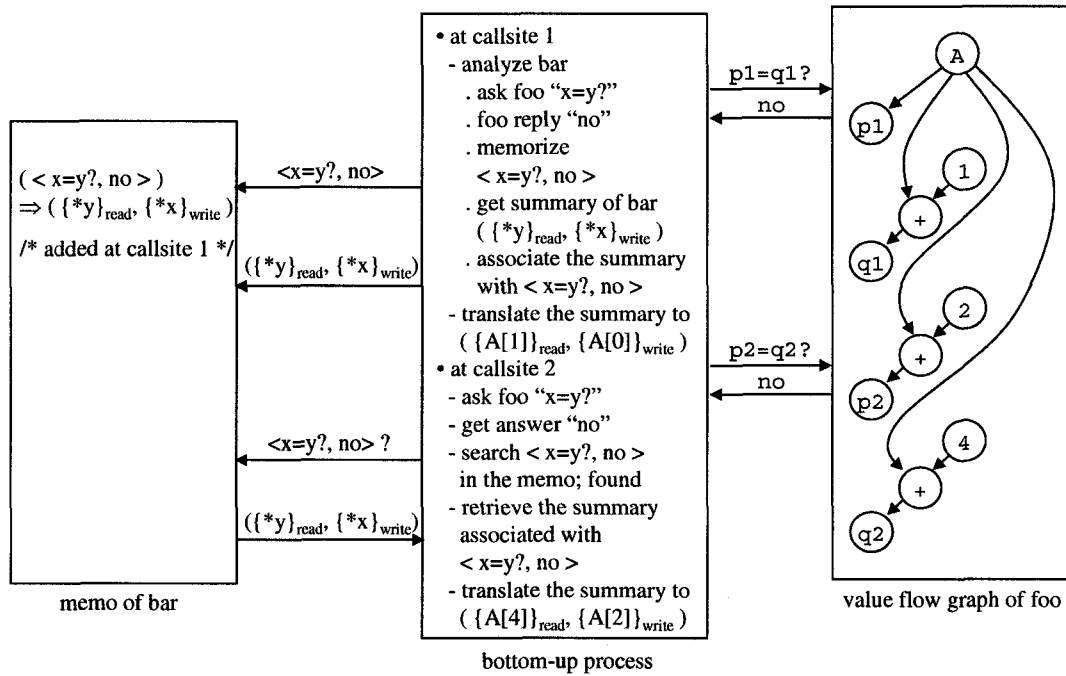 ( < x=y?, no > )
⇒ ( {*y}read, {*x}write )
/* added at callsite 1 */
memo of bar
<x=y?, no>
({*y}read, {*x}write)
<x=y?, no> ?
({*y}read, {*x}write)
• at callsite 1
- analyze bar
. ask foo “x=y?”
. foo reply “no”
. memorize
< x=y?, no >
. get summary of bar
( {*y}read, {*x}write )
. associate the summary
with < x=y?, no >
- translate the summary to
( {A[1]}read, {A[0]}write )
• at callsite 2
- ask foo “x=y?”
- get answer “no”
- search < x=y?, no >
in the memo; found
- retrieve the summary
associated with
< x=y?, no >
- translate the summary to
( {A[4]}read, {A[2]}write )
bottom-up process
p1=q1?
no
p2=q2?
no
A
p1
1
+
q1
2
+
p2
4
+
q2
value flow graph of foo